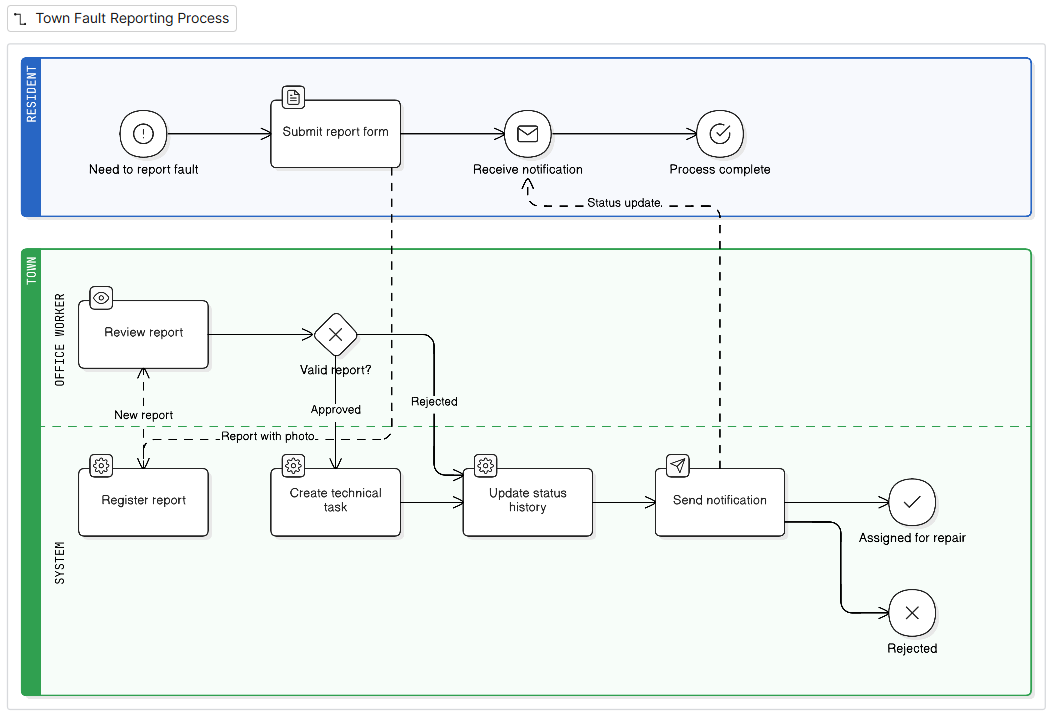 Town Fault Reporting Process
RESIDENT
Submit report form
Need to report fault
Receive notification
Process complete
Status update
TOWN
OFFICE WORKER
Review report
Valid report?
New report
Approved
Rejected
Report with photo
SYSTEM
Register report
Create technical
task
Update status
history
Send notification
Assigned for repair
Rejected